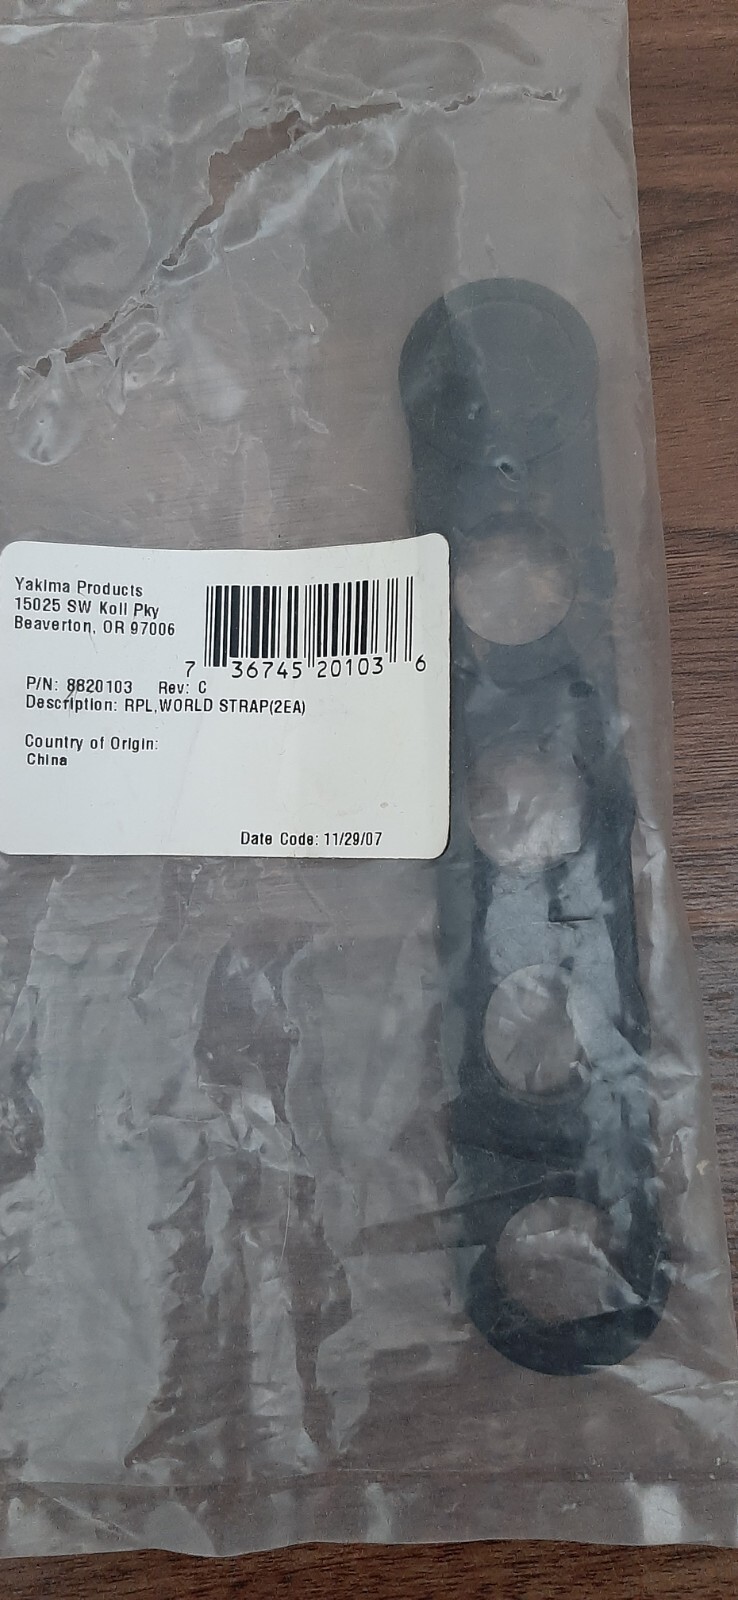 Yakima Products
15025 SW Koll Pky
Beaverton, OR 97006
7 36745 20103 6
P/N: 8820103 Rev: C
Description: RPL,WORLD STRAP(2EA)
Country of Origin:
China
Date Code: 11/29/07